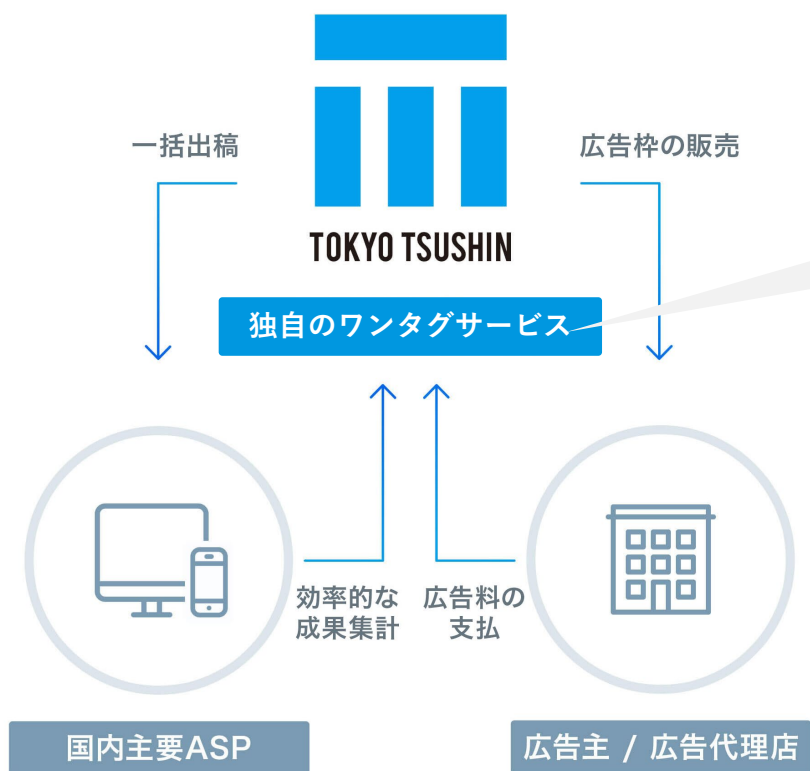 一括出稿
広告枠の販売
TOKYO TSUSHIN
独自のワンタグサービス
効率的な
成果集計
広告料の
支払
国内主要ASP
広告主 / 広告代理店